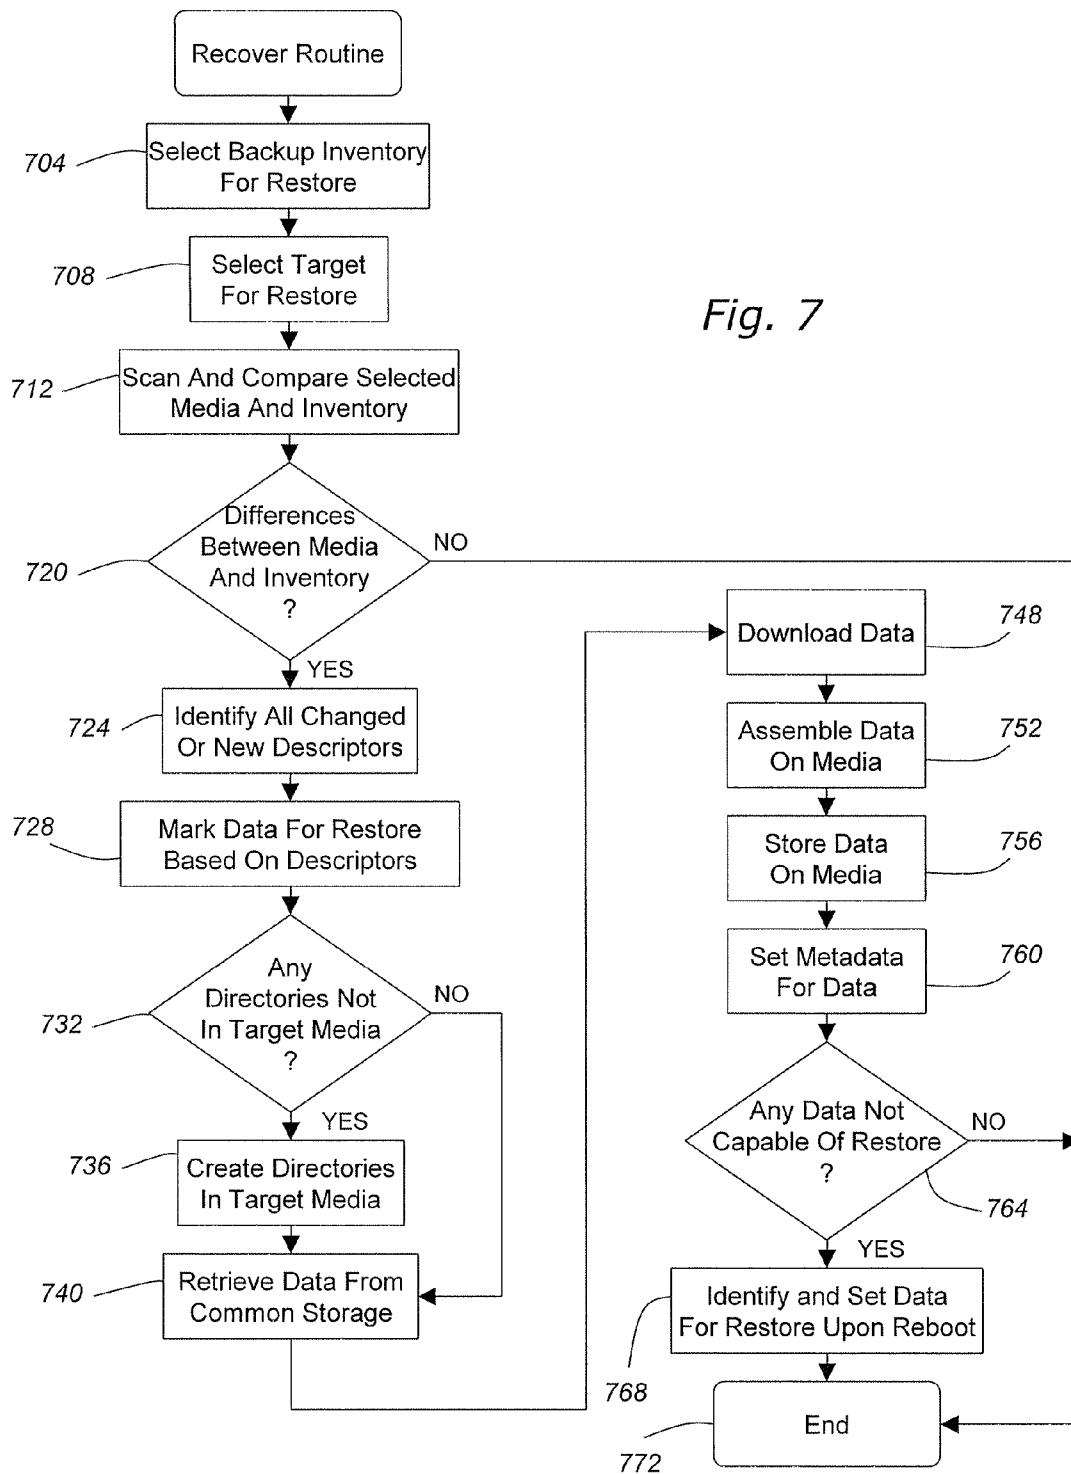 Recover Routine
704
Select Backup Inventory
For Restore
708
Select Target
For Restore
Fig. 7
712
Scan And Compare Selected
Media And Inventory
720
Differences
Between Media
And Inventory
?
NO
YES
724
Identify All Changed
Or New Descriptors
728
Mark Data For Restore
Based On Descriptors
732
Any
Directories Not
In Target Media
?
NO
YES
736
Create Directories
In Target Media
740
Retrieve Data From
Common Storage
Download Data
748
Assemble Data
On Media
752
Store Data
On Media
756
Set Metadata
For Data
760
Any Data Not
Capable Of Restore
?
NO
764
YES
Identify and Set Data
For Restore Upon Reboot
768
End
772